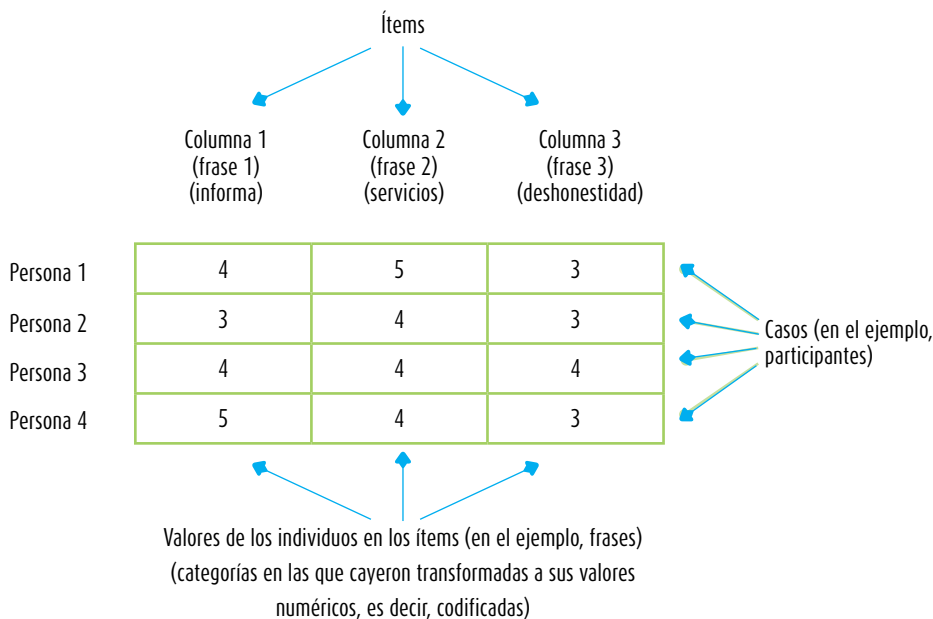 Ítems
Columna 1 Columna 2 Columna 3
(frase 1) (frase 2) (frase 3)
(informa) (servicios) (deshonestidad)
Persona 1 4 5 3
Persona 2 3 4 3
Persona 3 4 4 4
Persona 4 5 4 3
Casos (en el ejemplo,
participantes)
Valores de los individuos en los ítems (en el ejemplo, frases)
(categorías en las que cayeron transformadas a sus valores
numéricos, es decir, codificadas)